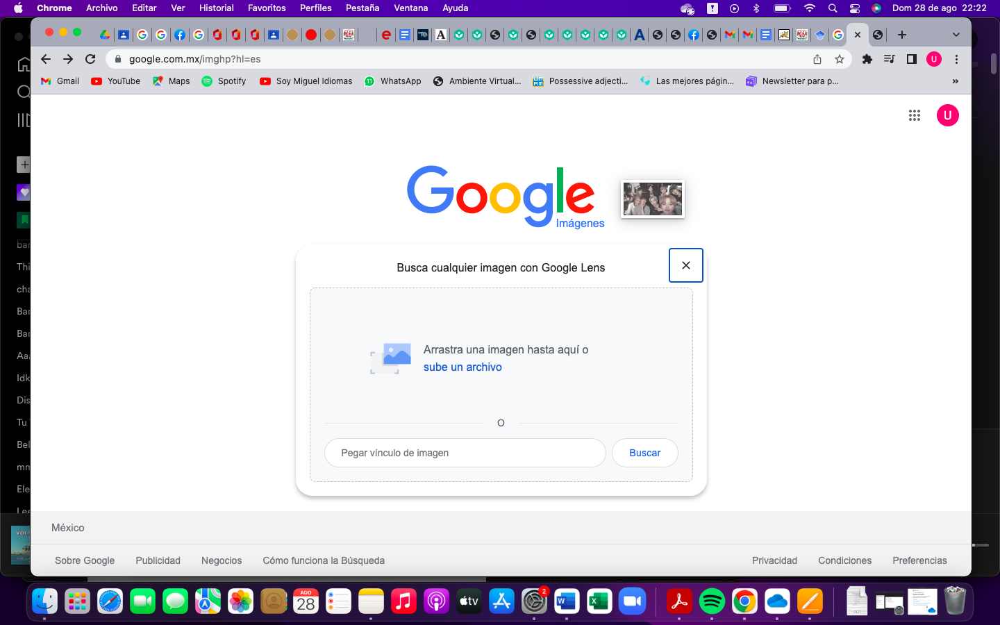 Chrome Archivo Editar Ver Historial Favoritos Perfiles Pestaña Ventana Ayuda
Dom 28 de ago 22:22
google.com.mx/imghp?hl=es
U
Gmail YouTube Maps Spotify Soy Miguel Idiomas WhatsApp Ambiente Virtual... Possessive adjecti... Las mejores págin... Newsletter para p... »
U
Google
Imágenes
Busca cualquier imagen con Google Lens
Arrastra una imagen hasta aquí o
sube un archivo
O
Pegar vínculo de imagen
Buscar
México
Sobre Google Publicidad Negocios Cómo funciona la Búsqueda
Privacidad Condiciones Preferencias
Thi
cha
Bar
Bar
Aaa
Idk
Dis
Tu
Bel
mm
Ele
AGO
28
tv
2
W
X